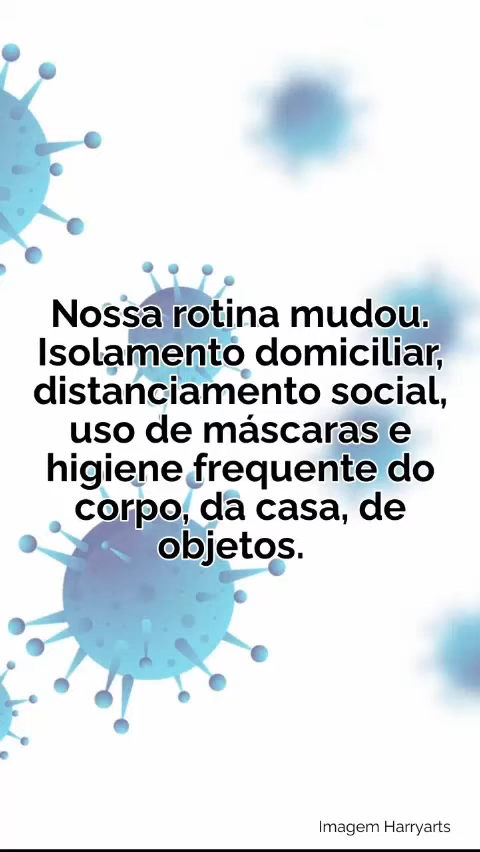 Nossa rotina mudou.
Isolamento domiciliar,
distanciamento social,
uso de máscaras e
higiene frequente do
corpo, da casa, de
objetos.
Imagem Harryarts